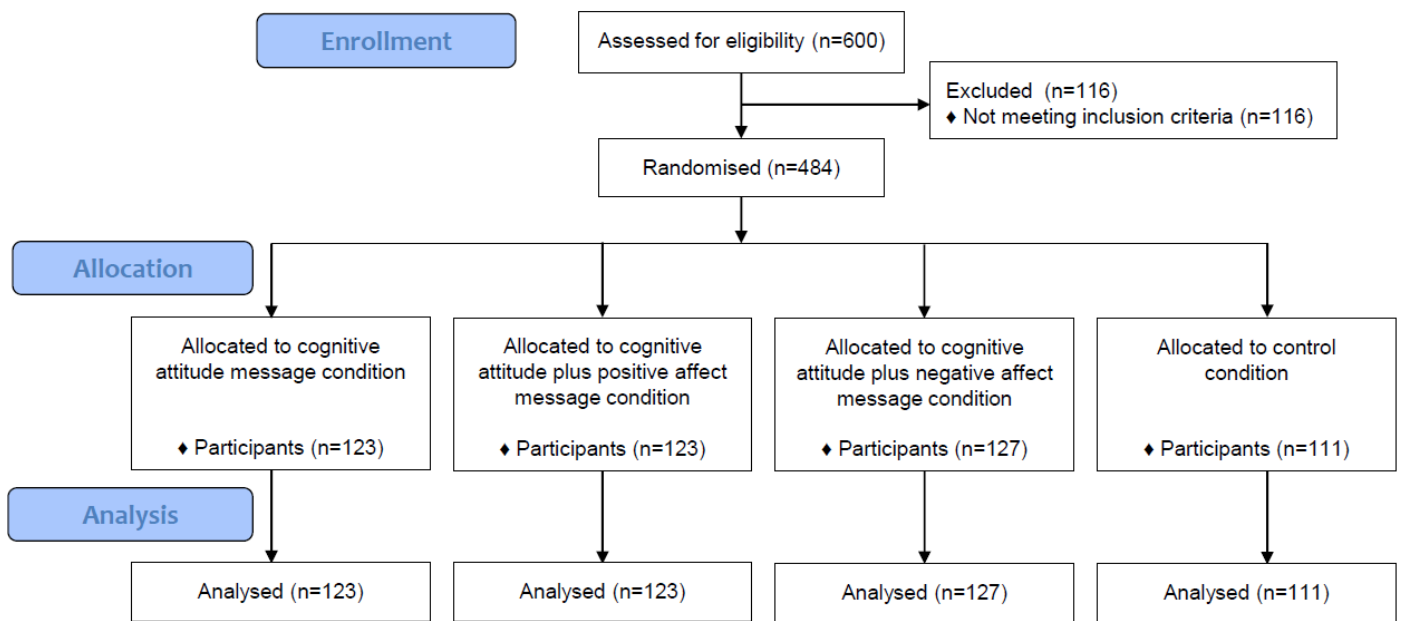 Enrollment
Assessed for eligibility (n=600)
Excluded (n=116)
♦ Not meeting inclusion criteria (n=116)
Randomised (n=484)
Allocation
Allocated to cognitive
attitude message condition
♦ Participants (n=123)
Allocated to cognitive
attitude plus positive affect
message condition
♦ Participants (n=123)
Allocated to cognitive
attitude plus negative affect
message condition
♦ Participants (n=127)
Allocated to control
condition
♦ Participants (n=111)
Analysis
Analysed (n=123)
Analysed (n=123)
Analysed (n=127)
Analysed (n=111)